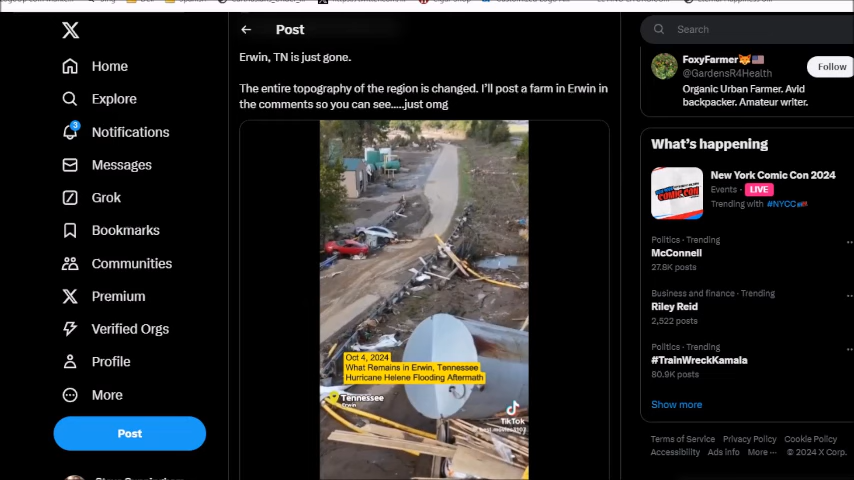 Post
Search
Home
Explore
3
Notifications
Messages
Grok
Bookmarks
Communities
Premium
Verified Orgs
Profile
More
Post
Erwin, TN is just gone.
The entire topography of the region is changed. I'll post a farm in Erwin in
the comments so you can see.....just omg
Oct 4, 2024
What Remains in Erwin, Tennessee
Hurricane Helene Flooding Aftermath
Tennessee
Erwin
TikTok
FoxyFarmer
@GardensR4Health
Follow
Organic Urban Farmer. Avid
backpacker. Amateur writer.
What's happening
New York Comic Con 2024
Events · LIVE
Trending with #NYCC
Politics · Trending
McConnell
27.8K posts
Business and finance · Trending
Riley Reid
2,522 posts
Politics · Trending
#TrainWreckKamala
80.9K posts
Show more
Terms of Service Privacy Policy Cookie Policy
Accessibility Ads info More ··· © 2024 X Corp.